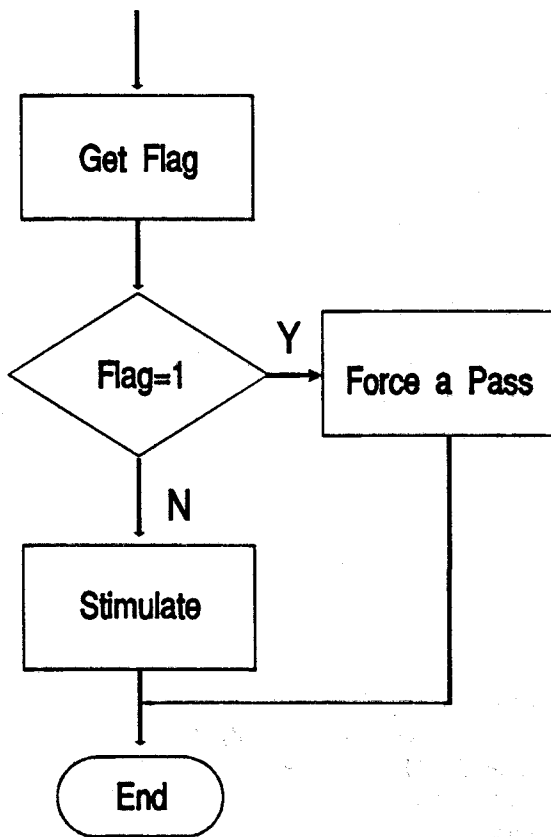 Get Flag
Flag=1
Y
Force a Pass
N
Stimulate
End